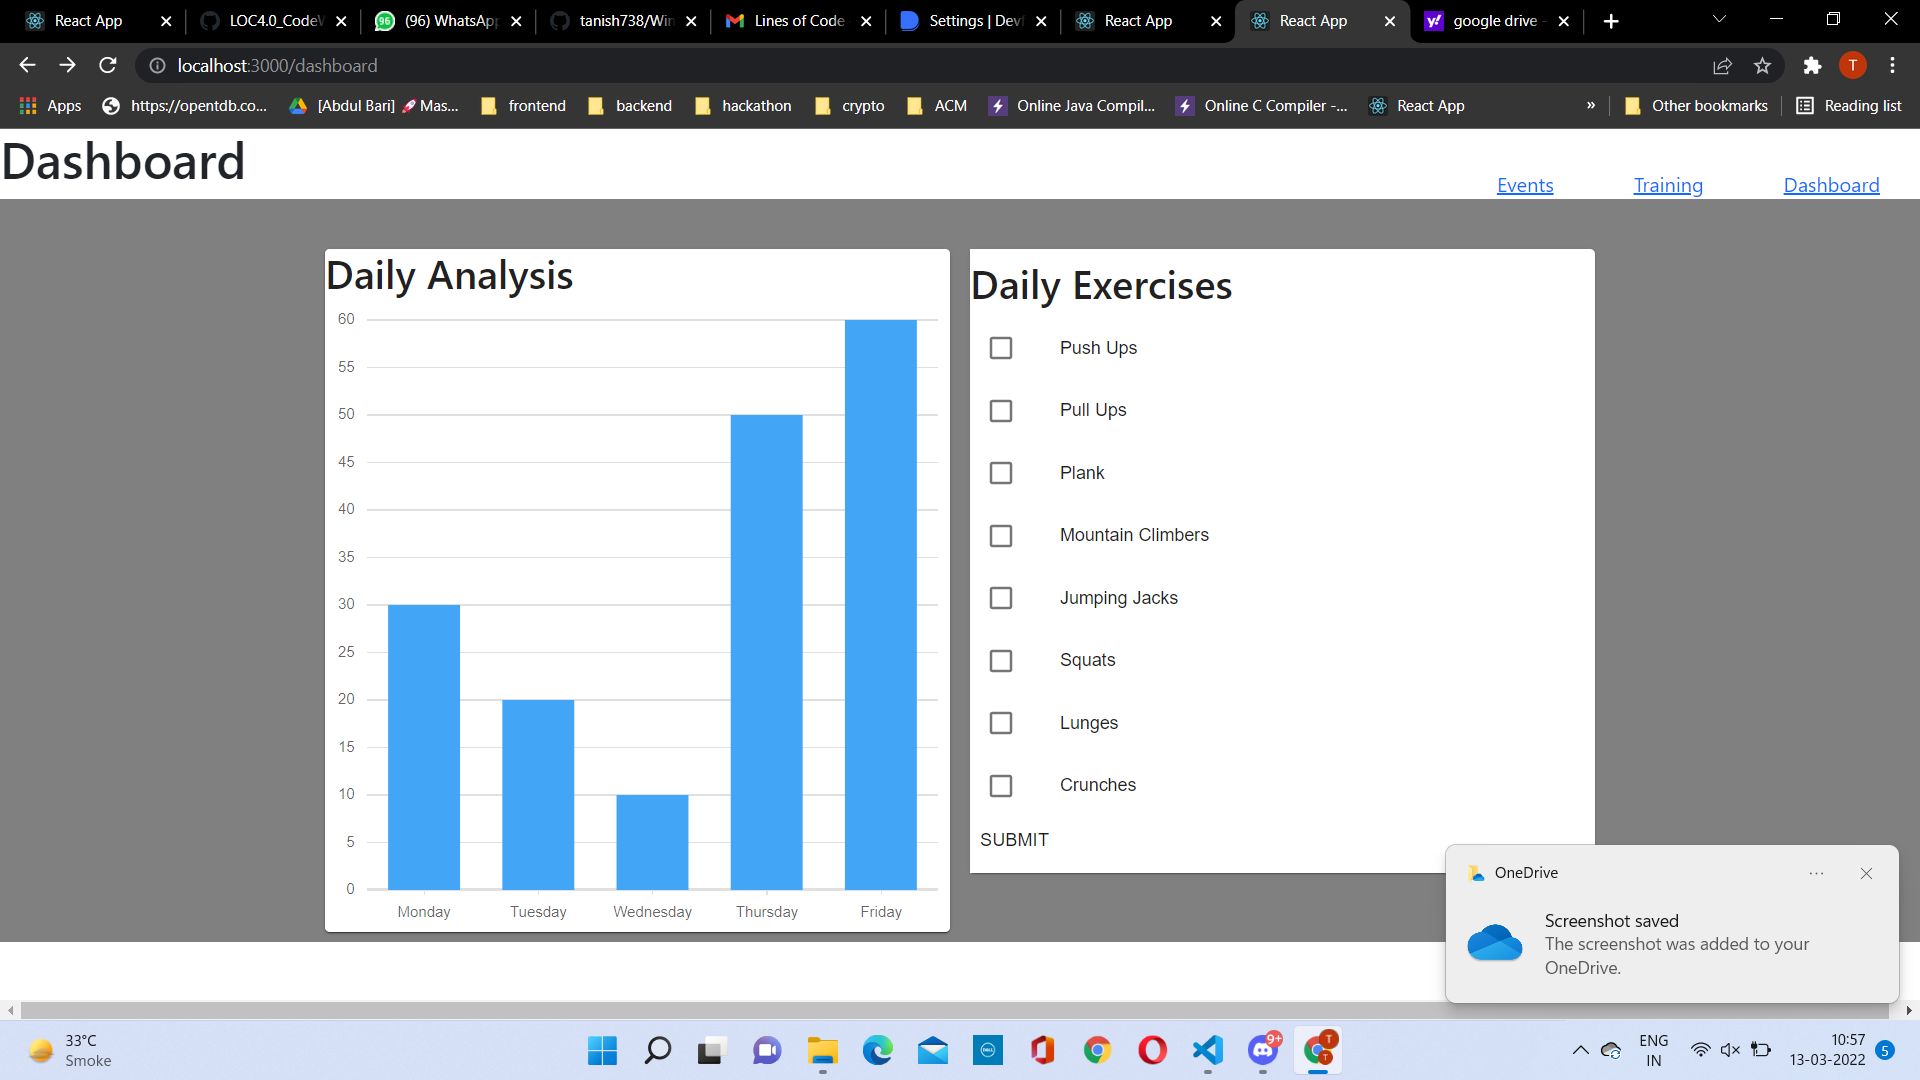 React App
LOC4.0_CodeW
(96) WhatsApp
tanish738/Win
Lines of Code
Settings | Devf
React App
React App
google drive -
localhost:3000/dashboard
T
Apps
https://opentdb.co...
[Abdul Bari] 🚀 Mas...
frontend
backend
hackathon
crypto
ACM
Online Java Compil...
Online C Compiler -...
React App
»
Other bookmarks
Reading list
Dashboard
Events
Training
Dashboard
Daily Analysis
60
55
50
45
40
35
30
25
20
15
10
5
0
Monday
Tuesday
Wednesday
Thursday
Friday
Daily Exercises
Push Ups
Pull Ups
Plank
Mountain Climbers
Jumping Jacks
Squats
Lunges
Crunches
SUBMIT
OneDrive
Screenshot saved
The screenshot was added to your
OneDrive.
33°C
Smoke
9+
T
T
ENG
IN
10:57
13-03-2022
5